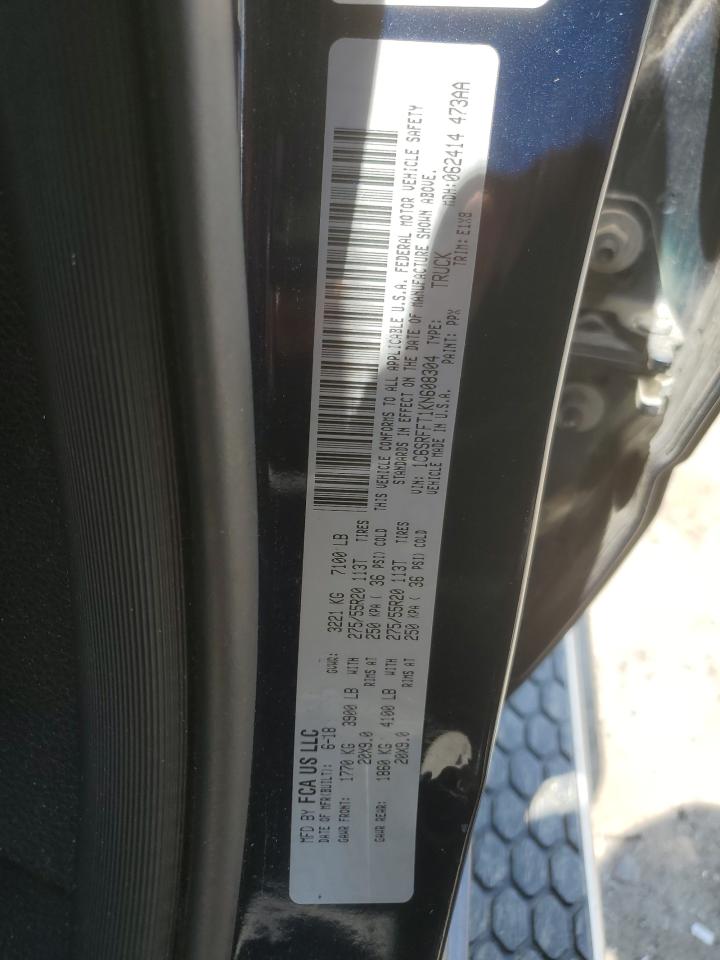 MFD BY FCA US LLC
DATE OF MFR(BUILT): 6-18 GVWR: 3221 KG 7100 LB
GAWR FRONT: 1770 KG 3900 LB WITH 275/55R20 113T TIRES
20X9.0 RIMS AT 250 KPA ( 36 PSI) COLD
GAWR REAR: 1860 KG 4100 LB WITH 275/55R20 113T TIRES
20X9.0 RIMS AT 250 KPA ( 36 PSI) COLD
THIS VEHICLE CONFORMS TO ALL APPLICABLE U.S.A. FEDERAL MOTOR VEHICLE SAFETY
STANDARDS IN EFFECT ON THE DATE OF MANUFACTURE SHOWN ABOVE.
VIN: 1C6SRFFT1KN608304 TYPE: TRUCK MDH:062414 473AA
VEHICLE MADE IN U.S.A. PAINT: PPX TRIM: E1X8